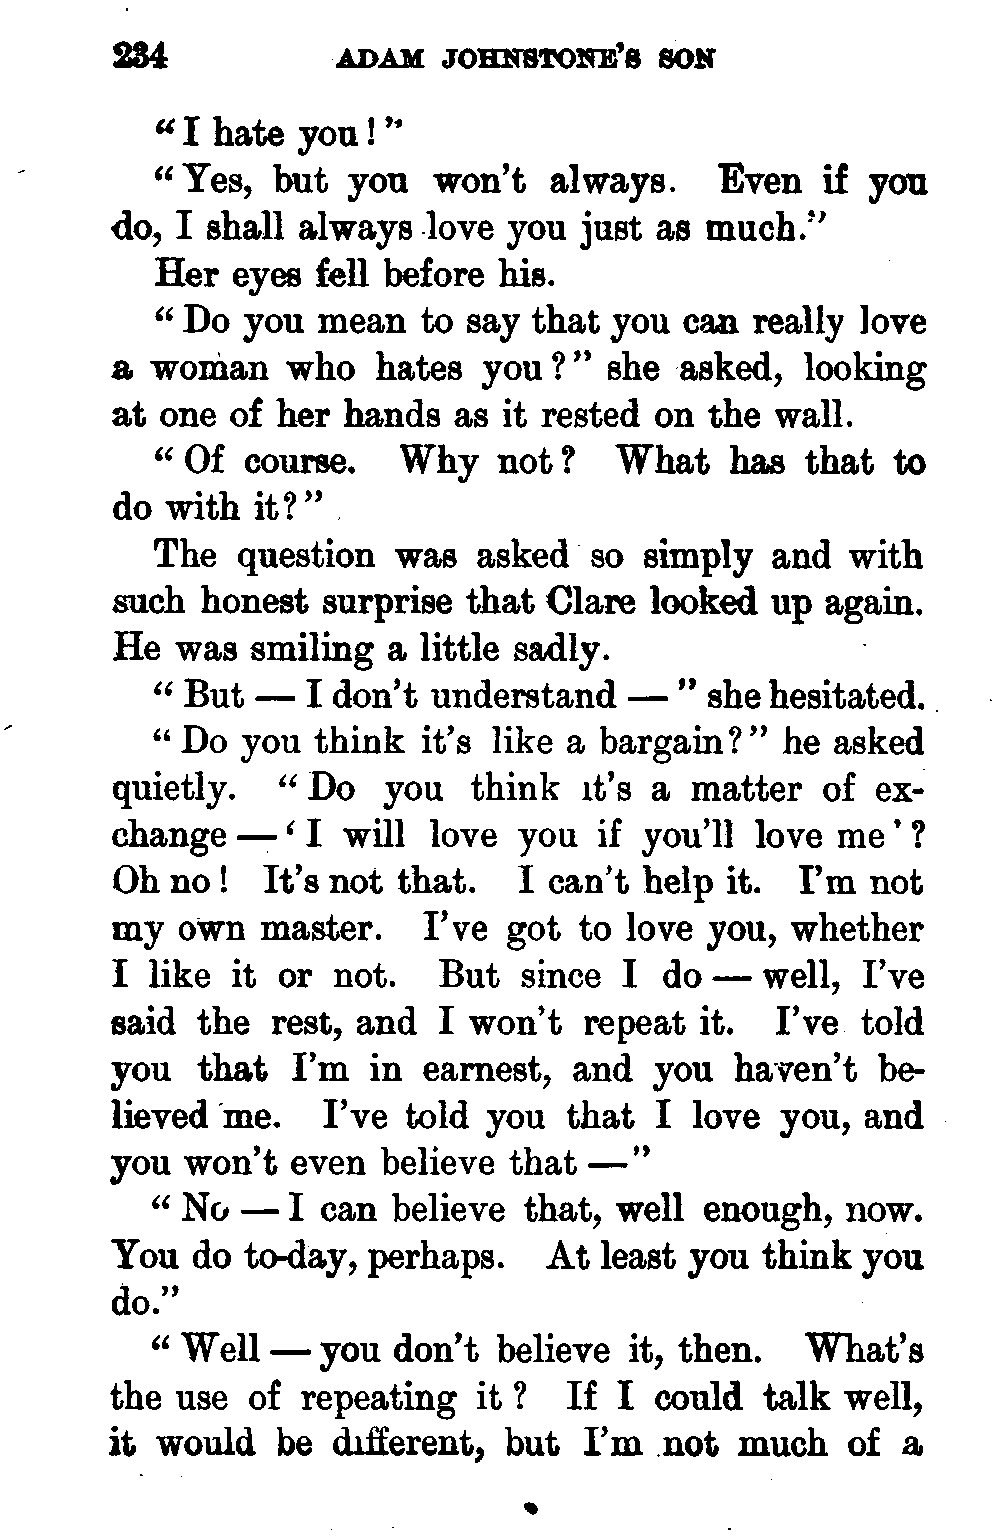 234 ADAM JOHNSTONE'S SON
"I hate you!"
"Yes, but you won't always. Even if you
do, I shall always love you just as much."
Her eyes fell before his.
"Do you mean to say that you can really love
a woman who hates you?" she asked, looking
at one of her hands as it rested on the wall.
"Of course. Why not? What has that to
do with it?"
The question was asked so simply and with
such honest surprise that Clare looked up again.
He was smiling a little sadly.
"But — I don't understand — " she hesitated.
"Do you think it's like a bargain?" he asked
quietly. "Do you think it's a matter of ex-
change — 'I will love you if you'll love me'?
Oh no! It's not that. I can't help it. I'm not
my own master. I've got to love you, whether
I like it or not. But since I do — well, I've
said the rest, and I won't repeat it. I've told
you that I'm in earnest, and you haven't be-
lieved me. I've told you that I love you, and
you won't even believe that —"
"No — I can believe that, well enough, now.
You do to-day, perhaps. At least you think you
do."
"Well — you don't believe it, then. What's
the use of repeating it? If I could talk well,
it would be different, but I'm not much of a